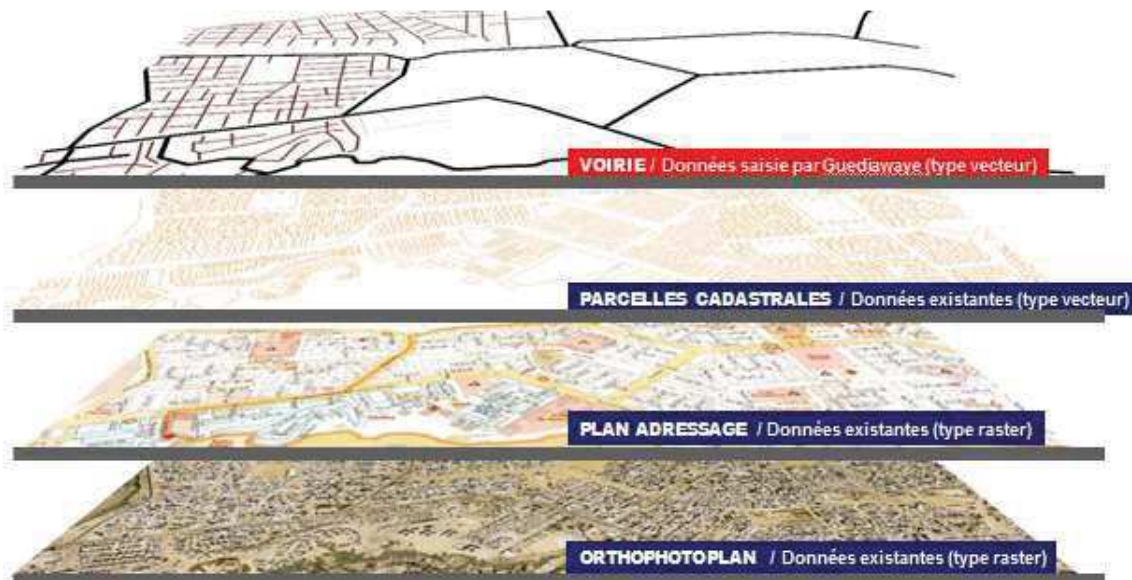 VOIRIE / Données saisie par Guediawaye (type vecteur)
PARCELLES CADASTRALES / Données existantes (type vecteur)
PLAN ADRESSAGE / Données existantes (type raster)
ORTHOPHOTOPLAN / Données existantes (type raster)